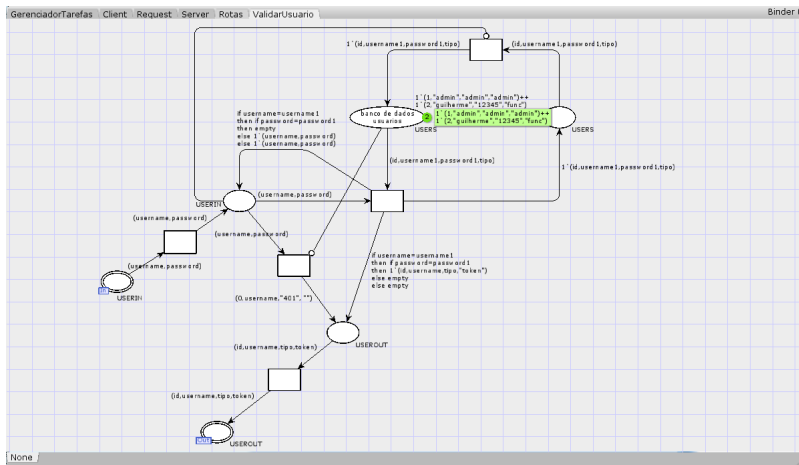 GerenciadorTarefas Client Request Server Rotas ValidarUsuario
Binder
1`(id,username1,password1,tipo)
(id,username1,password1,tipo)
1`(1,"admin","admin","admin")++
1`(2,"guilherme","12345","func")
banco de dados
usuarios
2
1`(1,"admin","admin","admin")++
1`(2,"guilherme","12345","func")
USERS
USERS
if username=username1
then if password=password1
then empty
else 1`(username,password)
else 1`(username,password)
(id,username1,password1,tipo)
1`(id,username1,password1,tipo)
(username,password)
USERIN
(username,password)
(username,password)
(username,password)
In
USERIN
if username=username1
then if password=password1
then 1`(id,username,tipo,"token")
else empty
else empty
(0,username,"401", "")
USEROUT
(id,username,tipo,token)
(id,username,tipo,token)
Out
USEROUT
None